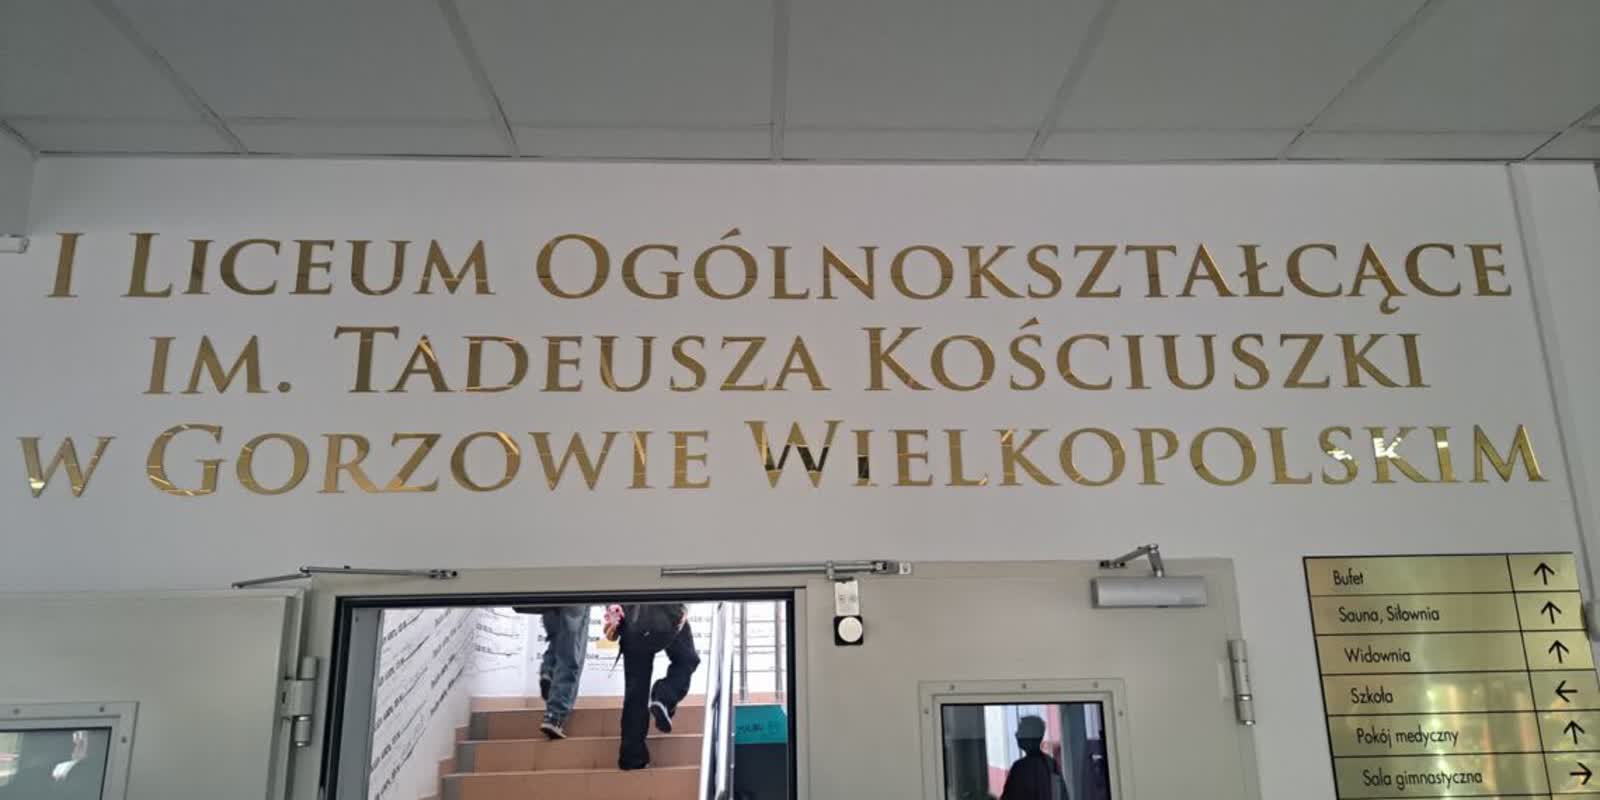 I Liceum Ogólnokształcące
im. Tadeusza Kościuszki
w Gorzowie Wielkopolskim
Bufet ↑
Sauna, Siłownia ↑
Widownia ↑
Szkoła ←
Pokój medyczny ↑
Sala gimnastyczna →